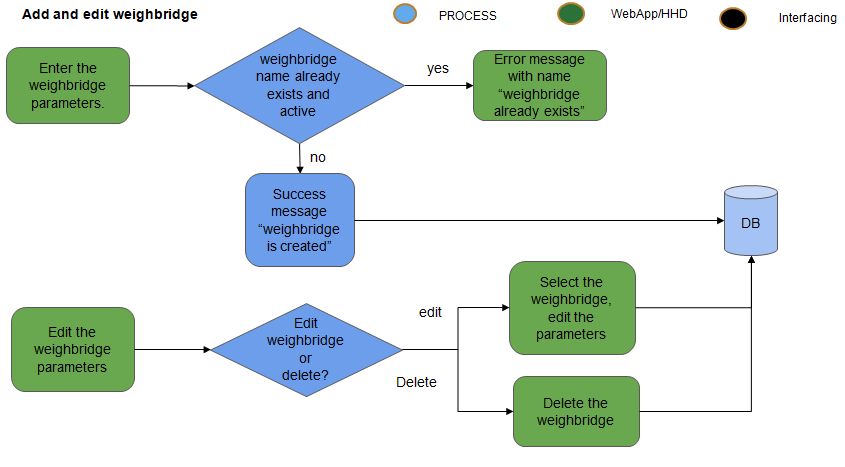 Add and edit weighbridge
PROCESS
WebApp/HHD
Interfacing
Enter the
weighbridge
parameters.
weighbridge
name already
exists and
active
yes
Error message
with name
“weighbridge
already exists”
no
Success
message
“weighbridge
is created”
DB
Edit the
weighbridge
parameters
Edit
weighbridge
or
delete?
edit
Select the
weighbridge,
edit the
parameters
Delete
Delete the
weighbridge